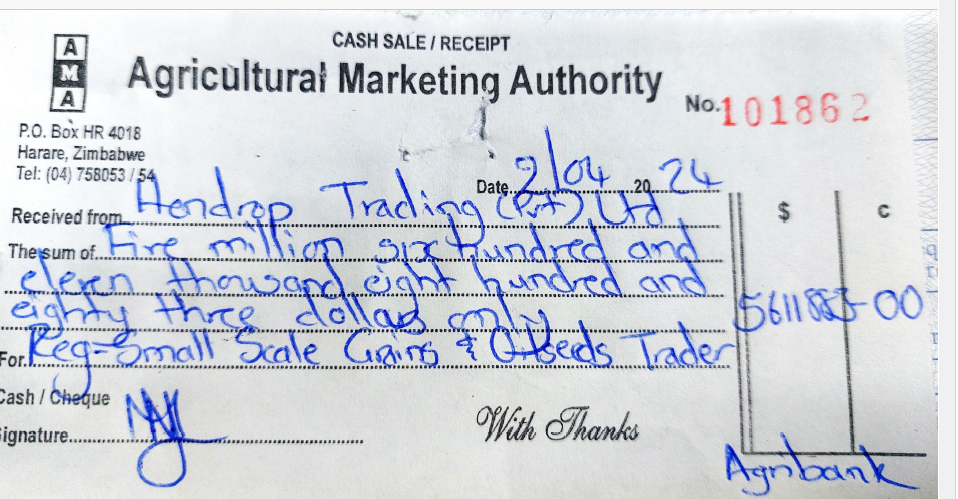 CASH SALE / RECEIPT
A
M
A
Agricultural Marketing Authority
No. 101862
P.O. Box HR 4018
Harare, Zimbabwe
Tel: (04) 758053 / 54
Date 9/04 20 24
Received from Hendrop Trading (Pvt) Ltd
$ c
The sum of Five million six hundred and
eleven thousand eight hundred and
eighty three dollars only
5611883-00
For Reg-Small Scale Grains & Oilseeds Trader
Cash / Cheque
Signature
With Thanks
Agribank